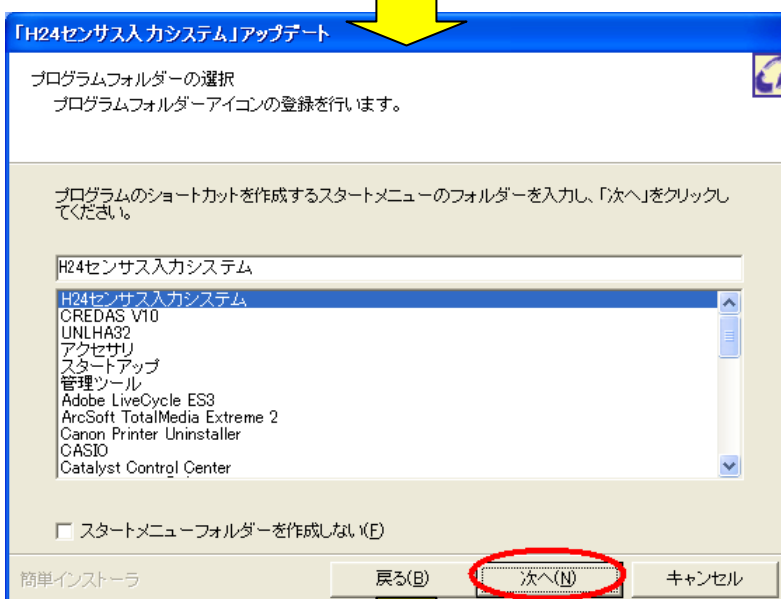 「H24センサス入力システム」アップデート
プログラムフォルダーの選択
プログラムフォルダーアイコンの登録を行います。
プログラムのショートカットを作成するスタートメニューのフォルダーを入力し、「次へ」をクリックし
てください。
H24センサス入力システム
H24センサス入力システム
CREDAS V10
UNLHA32
アクセサリ
スタートアップ
管理ツール
Adobe LiveCycle ES3
ArcSoft TotalMedia Extreme 2
Canon Printer Uninstaller
CASIO
Catalyst Control Center
スタートメニューフォルダーを作成しない(F)
簡単インストーラ
戻る(B)
次へ(N)
キャンセル